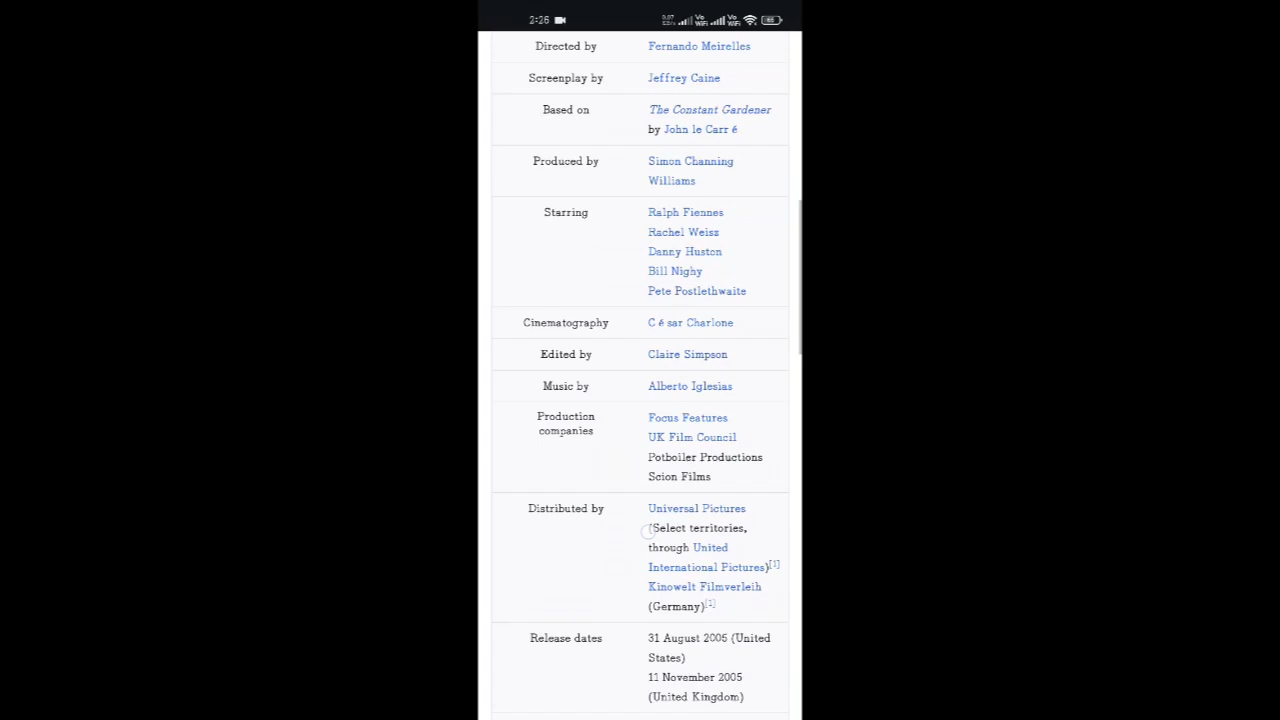 2:26
Directed by Fernando Meirelles
Screenplay by Jeffrey Caine
Based on The Constant Gardener
by John le Carr é
Produced by Simon Channing
Williams
Starring Ralph Fiennes
Rachel Weisz
Danny Huston
Bill Nighy
Pete Postlethwaite
Cinematography C é sar Charlone
Edited by Claire Simpson
Music by Alberto Iglesias
Production
companies
Focus Features
UK Film Council
Potboiler Productions
Scion Films
Distributed by Universal Pictures
(Select territories,
through United
International Pictures)[1]
Kinowelt Filmverleih
(Germany)[1]
Release dates 31 August 2005 (United
States)
11 November 2005
(United Kingdom)